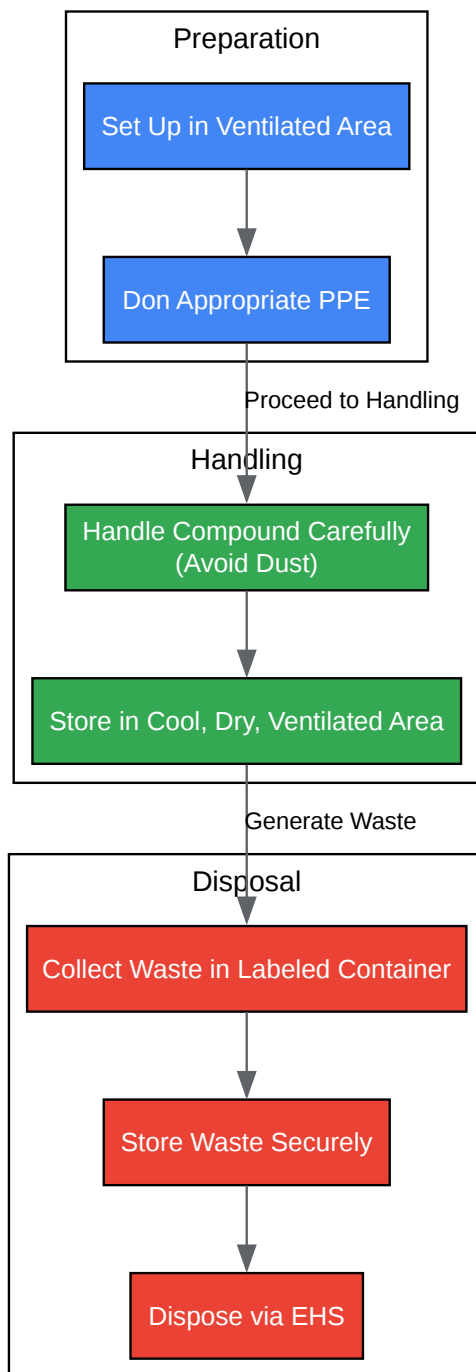 Preparation
Set Up in Ventilated Area
Don Appropriate PPE
Proceed to Handling
Handling
Handle Compound Carefully
(Avoid Dust)
Store in Cool, Dry, Ventilated Area
Generate Waste
Disposal
Collect Waste in Labeled Container
Store Waste Securely
Dispose via EHS